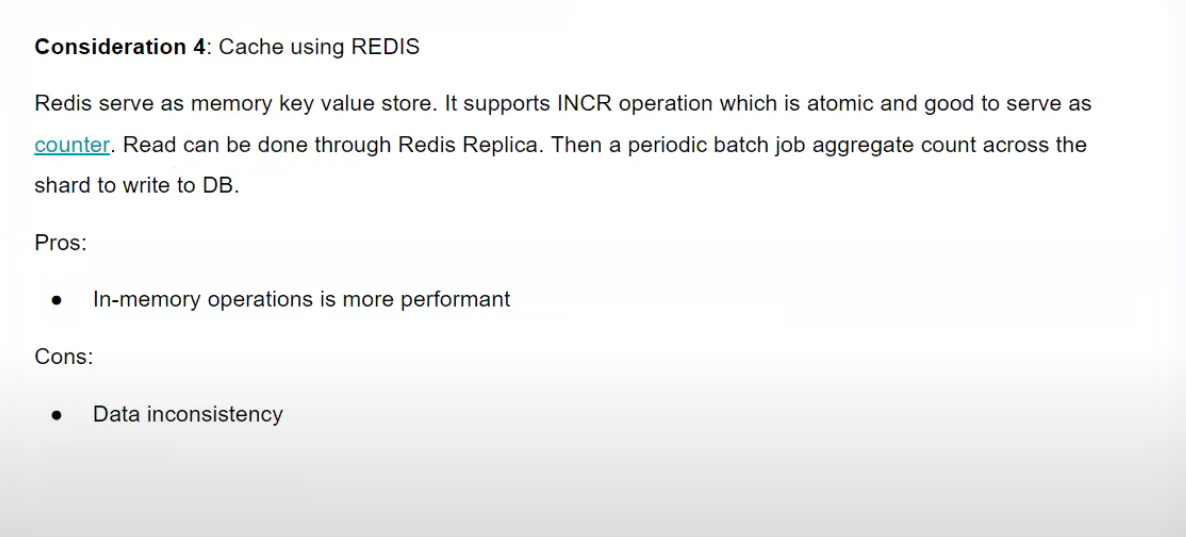 Consideration 4: Cache using REDIS
Redis serve as memory key value store. It supports INCR operation which is atomic and good to serve as
counter. Read can be done through Redis Replica. Then a periodic batch job aggregate count across the
shard to write to DB.
Pros:
● In-memory operations is more performant
Cons:
● Data inconsistency